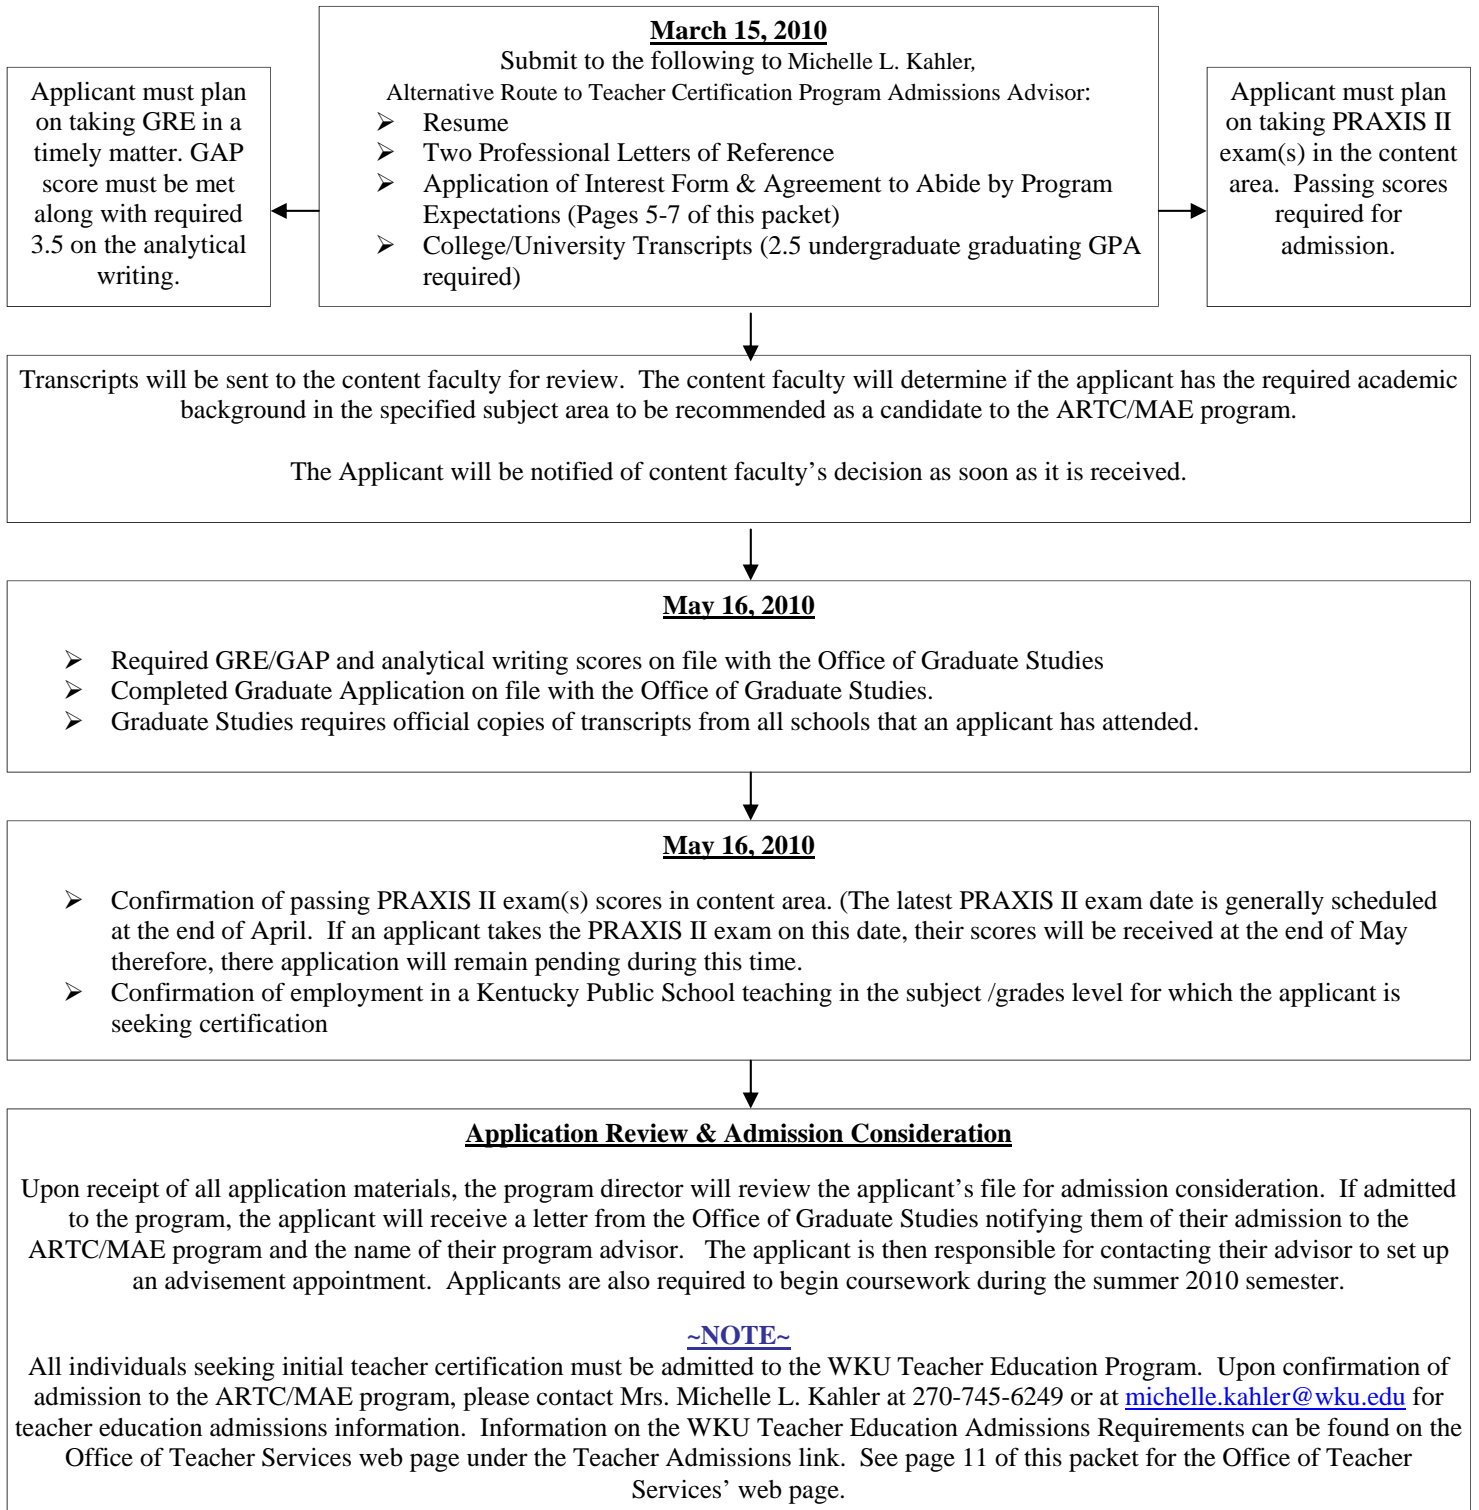 March 15, 2010
Submit to the following to Michelle L. Kahler,
Alternative Route to Teacher Certification Program Admissions Advisor:
➢ Resume
➢ Two Professional Letters of Reference
➢ Application of Interest Form & Agreement to Abide by Program
Expectations (Pages 5-7 of this packet)
➢ College/University Transcripts (2.5 undergraduate graduating GPA
required)
Applicant must plan
on taking GRE in a
timely matter. GAP
score must be met
along with required
3.5 on the analytical
writing.
Applicant must plan
on taking PRAXIS II
exam(s) in the content
area. Passing scores
required for
admission.
Transcripts will be sent to the content faculty for review. The content faculty will determine if the applicant has the required academic
background in the specified subject area to be recommended as a candidate to the ARTC/MAE program.
The Applicant will be notified of content faculty's decision as soon as it is received.
May 16, 2010
➢ Required GRE/GAP and analytical writing scores on file with the Office of Graduate Studies
➢ Completed Graduate Application on file with the Office of Graduate Studies.
➢ Graduate Studies requires official copies of transcripts from all schools that an applicant has attended.
May 16, 2010
➢ Confirmation of passing PRAXIS II exam(s) scores in content area. (The latest PRAXIS II exam date is generally scheduled
at the end of April. If an applicant takes the PRAXIS II exam on this date, their scores will be received at the end of May
therefore, there application will remain pending during this time.
➢ Confirmation of employment in a Kentucky Public School teaching in the subject /grades level for which the applicant is
seeking certification
Application Review & Admission Consideration
Upon receipt of all application materials, the program director will review the applicant's file for admission consideration. If admitted
to the program, the applicant will receive a letter from the Office of Graduate Studies notifying them of their admission to the
ARTC/MAE program and the name of their program advisor. The applicant is then responsible for contacting their advisor to set up
an advisement appointment. Applicants are also required to begin coursework during the summer 2010 semester.
~NOTE~
All individuals seeking initial teacher certification must be admitted to the WKU Teacher Education Program. Upon confirmation of
admission to the ARTC/MAE program, please contact Mrs. Michelle L. Kahler at 270-745-6249 or at michelle.kahler@wku.edu for
teacher education admissions information. Information on the WKU Teacher Education Admissions Requirements can be found on the
Office of Teacher Services web page under the Teacher Admissions link. See page 11 of this packet for the Office of Teacher
Services' web page.